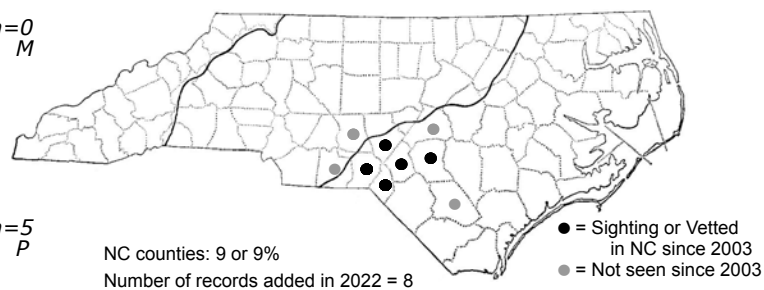 n=0
M
n=5
P
NC counties: 9 or 9%
Number of records added in 2022 = 8
● = Sighting or Vetted
in NC since 2003
● = Not seen since 2003